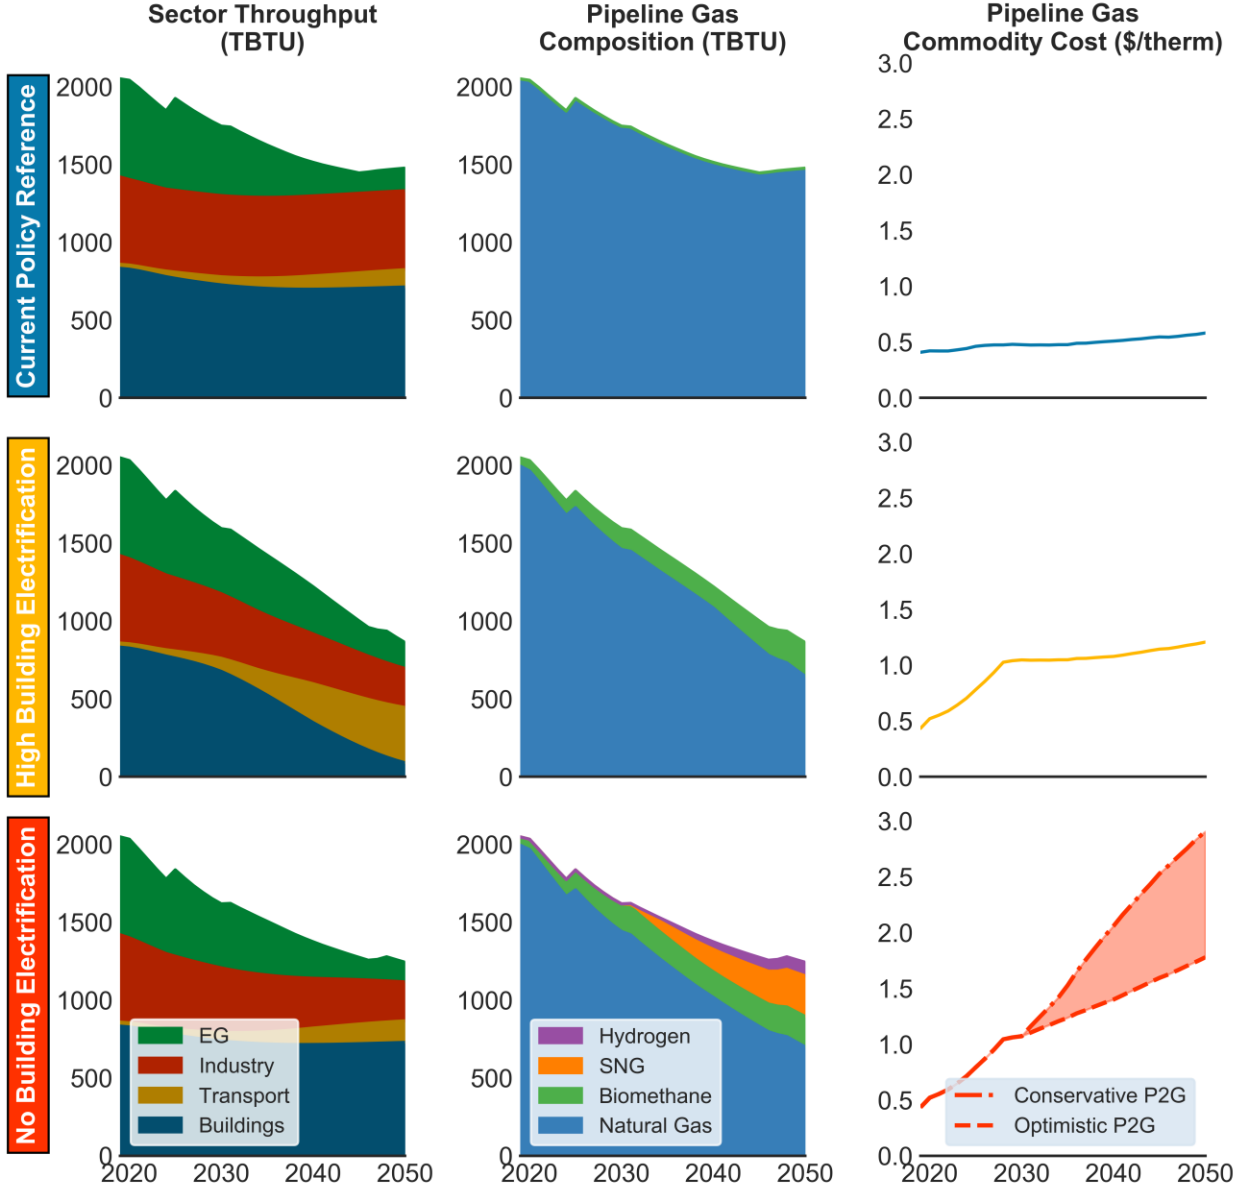 Sector Throughput
(TBTU)
Pipeline Gas
Composition (TBTU)
Pipeline Gas
Commodity Cost ($/therm)
Current Policy Reference
2000
1500
1000
500
0
2000
1500
1000
500
0
3.0
2.5
2.0
1.5
1.0
0.5
0.0
High Building Electrification
2000
1500
1000
500
0
2000
1500
1000
500
0
3.0
2.5
2.0
1.5
1.0
0.5
0.0
No Building Electrification
2000
1500
1000
500
0
EG
Industry
Transport
Buildings
2020 2030 2040 2050
2000
1500
1000
500
0
Hydrogen
SNG
Biomethane
Natural Gas
2020 2030 2040 2050
3.0
2.5
2.0
1.5
1.0
0.5
0.0
Conservative P2G
Optimistic P2G
2020 2030 2040 2050